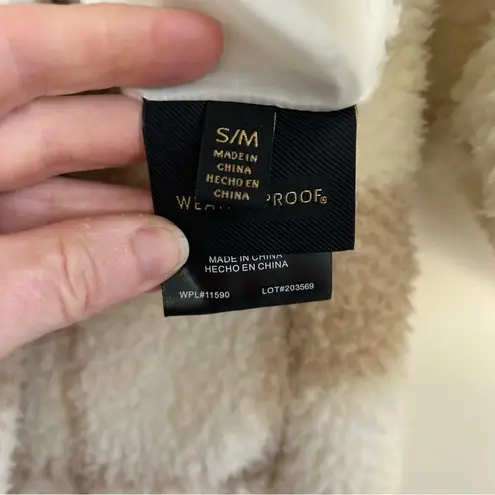 S/M
MADE IN
CHINA
HECHO EN
CHINA
PROOF®
MADE IN CHINA
HECHO EN CHINA
WPL#11590 LOT#203569